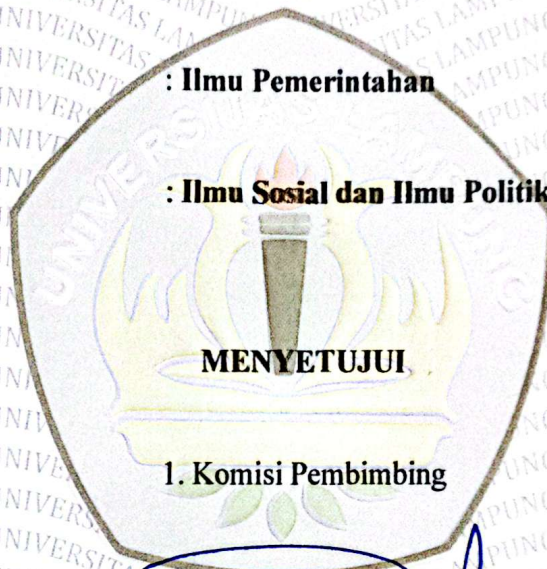 : Ilmu Pemerintahan
: Ilmu Sosial dan Ilmu Politik
MENYETUJUI
1. Komisi Pembimbing